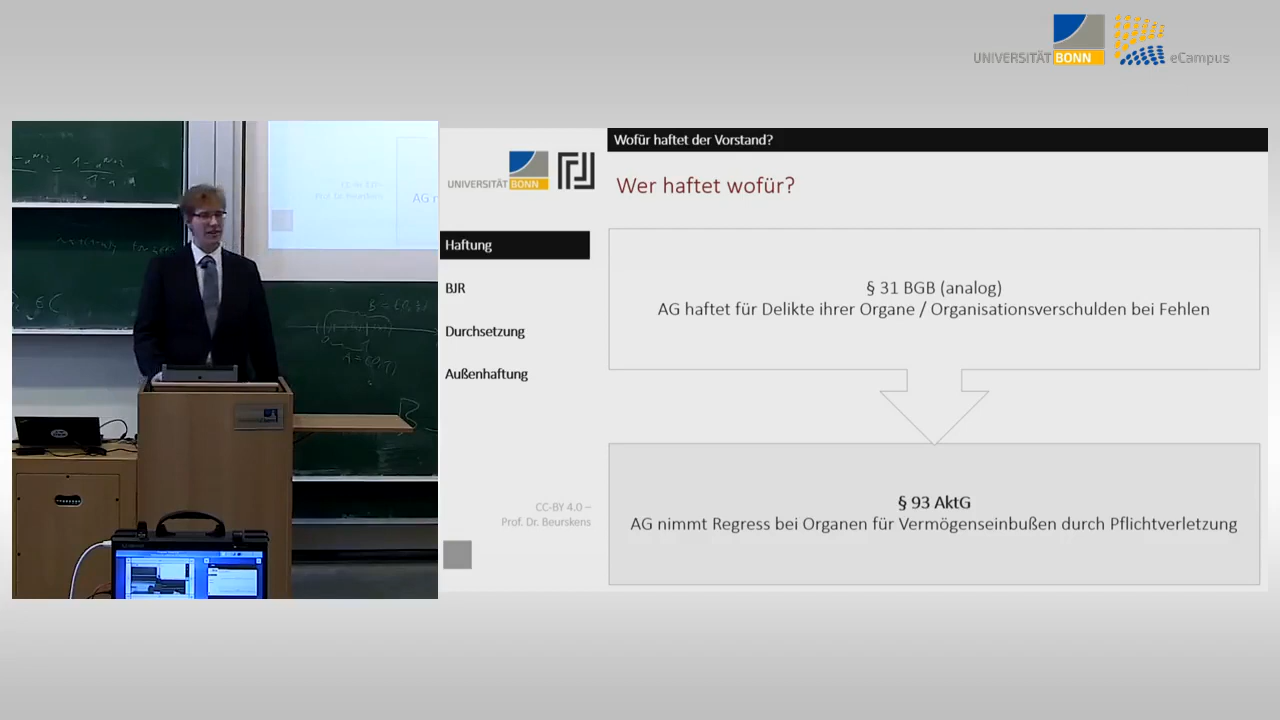 UNIVERSITÄT BONN
eCampus
Wofür haftet der Vorstand?
UNIVERSITÄT BONN
Wer haftet wofür?
Haftung
BJR
Durchsetzung
Außenhaftung
§ 31 BGB (analog)
AG haftet für Delikte ihrer Organe / Organisationsverschulden bei Fehlen
§ 93 AktG
AG nimmt Regress bei Organen für Vermögenseinbußen durch Pflichtverletzung
CC-BY 4.0 –
Prof. Dr. Beurskens